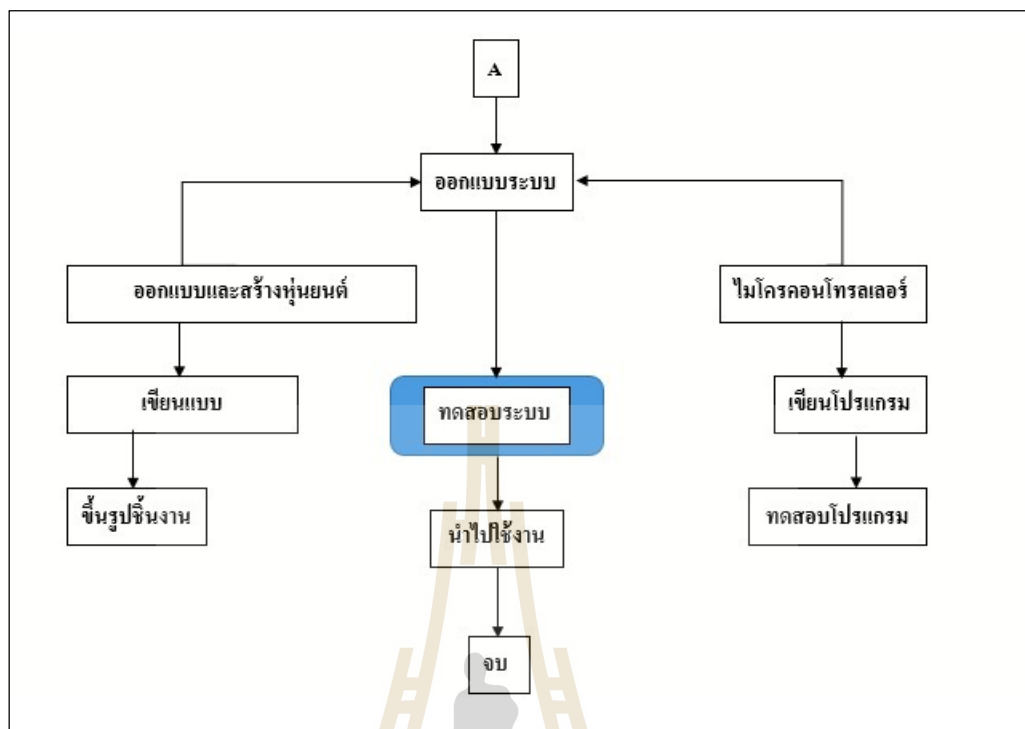 A
ออกแบบระบบ
ออกแบบและสร้างหุ่นยนต์
ไมโครคอนโทรลเลอร์
เขียนแบบ
ทดสอบระบบ
เขียนโปรแกรม
ขึ้นรูปชิ้นงาน
ทดสอบโปรแกรม
นำไปใช้งาน
จบ